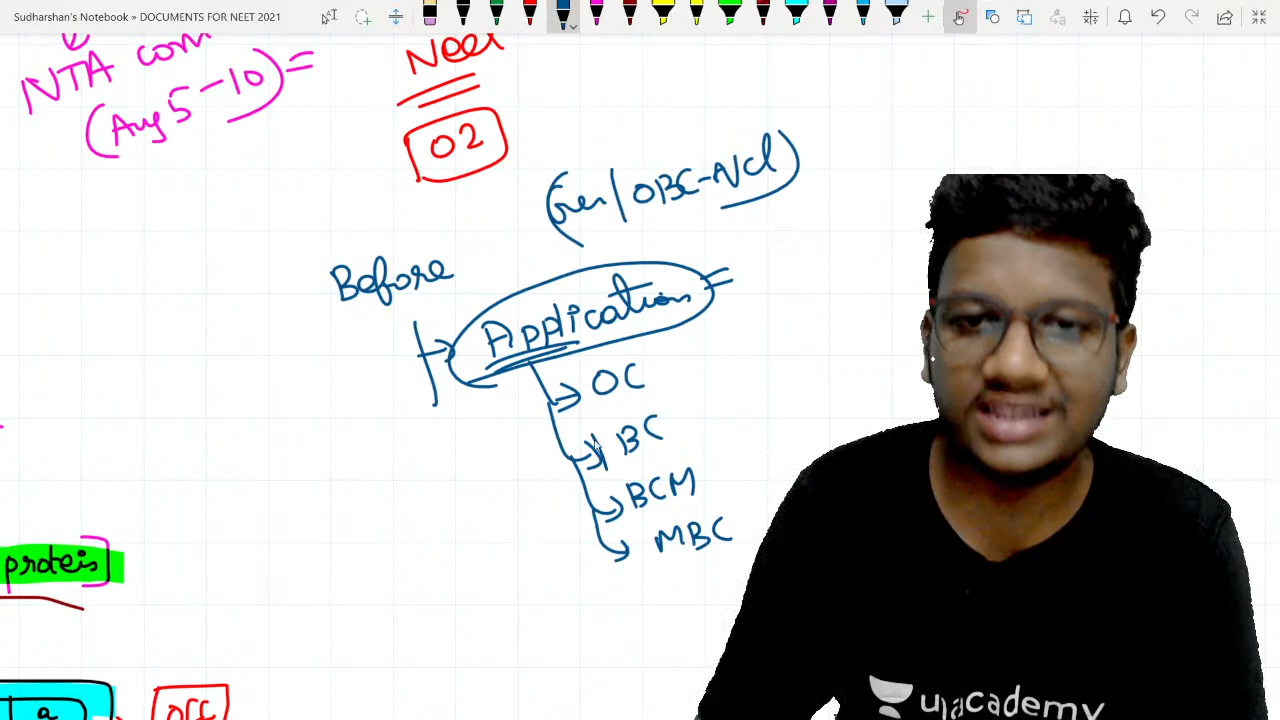 Sudharshan's Notebook » DOCUMENTS FOR NEET 2021
NTA com
(Aug 5-10)=
Neet
02
(Gen/OBC-Ncl)
Before
Application =
OC
BC
BCM
MBC
proteis]
a
Off
unacademy